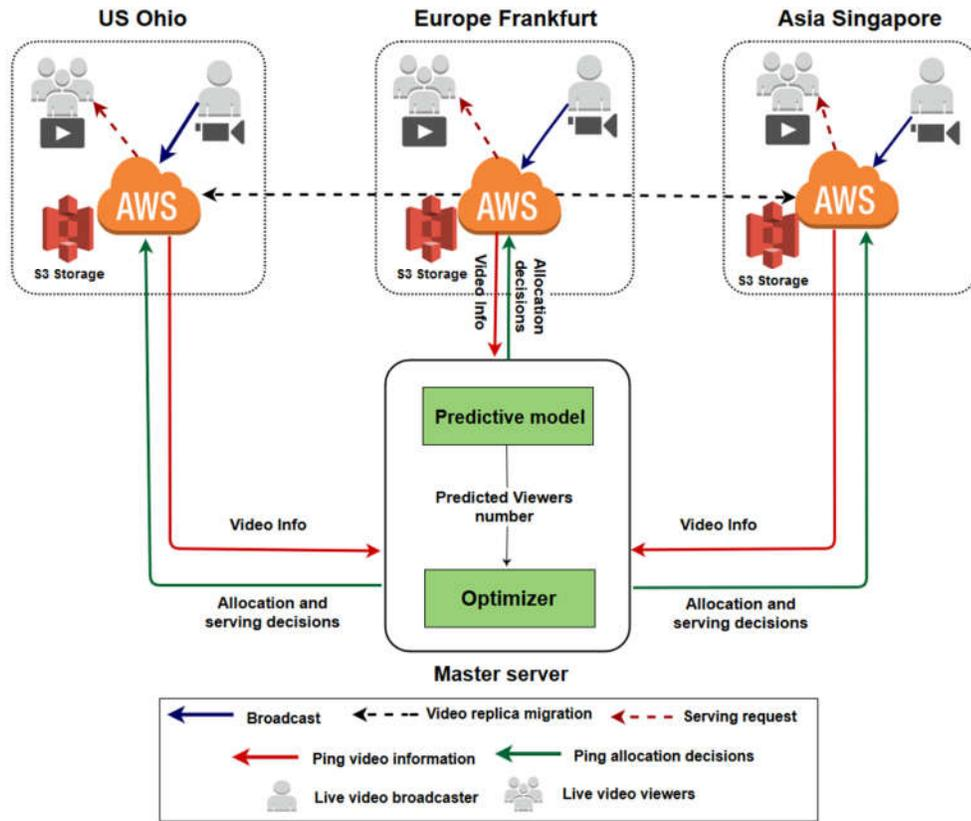 US Ohio
Europe Frankfurt
Asia Singapore
AWS
AWS
AWS
S3 Storage
S3 Storage
S3 Storage
Video Info
Allocation
decisions
Predictive model
Predicted Viewers
number
Optimizer
Video Info
Video Info
Allocation and
serving decisions
Allocation and
serving decisions
Master server
Broadcast
Video replica migration
Serving request
Ping video information
Ping allocation decisions
Live video broadcaster
Live video viewers